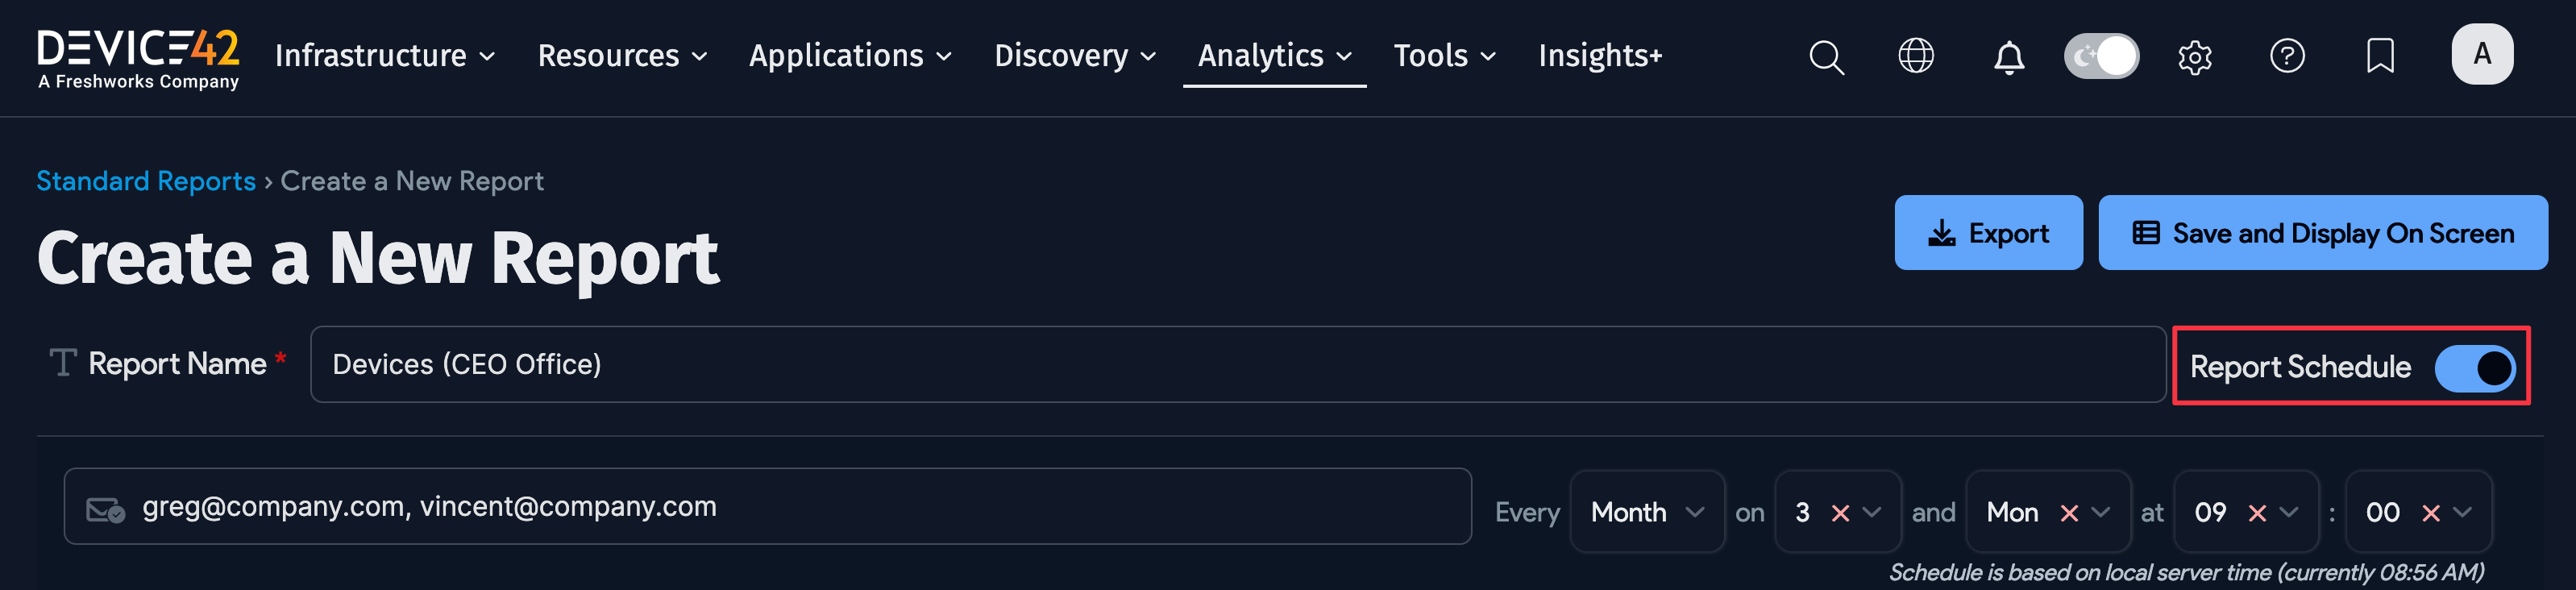 DEVICE42
A Freshworks Company
Infrastructure Resources Applications Discovery Analytics Tools Insights+ A
Standard Reports › Create a New Report
Create a New Report
Export Save and Display On Screen
Report Name * Devices (CEO Office) Report Schedule
greg@company.com, vincent@company.com Every Month on 3 and Mon at 09 : 00
Schedule is based on local server time (currently 08:56 AM)